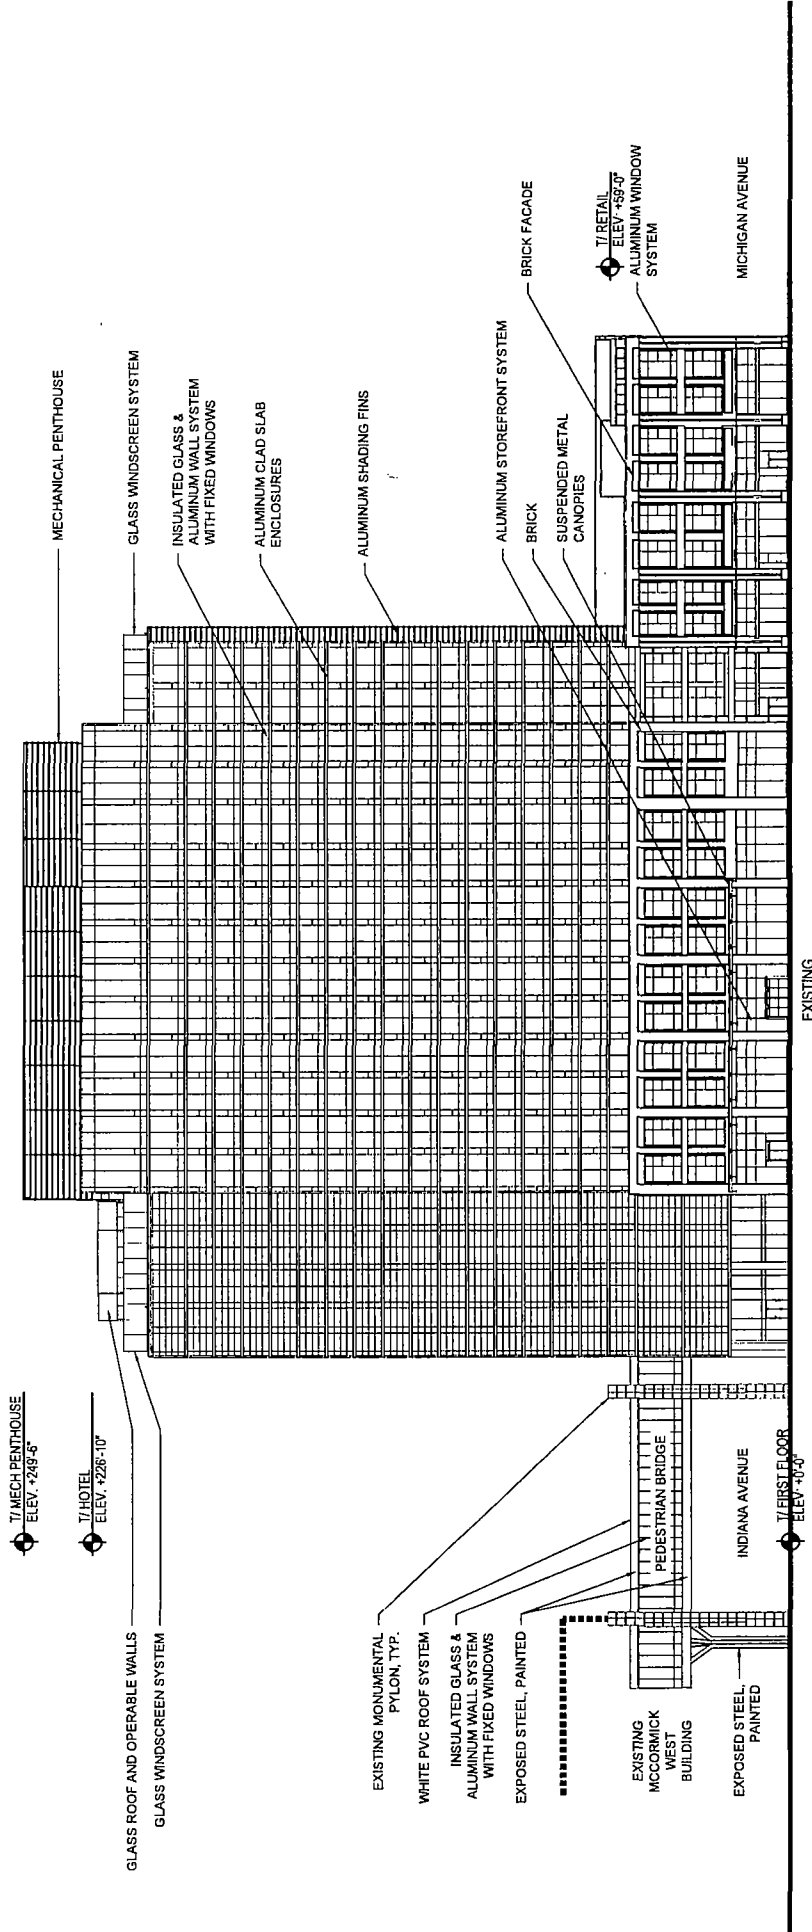 T/ MECH PENTHOUSE
ELEV. +249'-6"
T/ HOTEL
ELEV. +226'-10"
GLASS ROOF AND OPERABLE WALLS
GLASS WINDSCREEN SYSTEM
EXISTING MONUMENTAL
PYLON, TYP.
WHITE PVC ROOF SYSTEM
INSULATED GLASS &
ALUMINUM WALL SYSTEM
WITH FIXED WINDOWS
EXPOSED STEEL, PAINTED
EXISTING
MCCORMICK
WEST
BUILDING
EXPOSED STEEL,
PAINTED
PEDESTRIAN BRIDGE
INDIANA AVENUE
T/ FIRST FLOOR
ELEV: +0'-0"
MECHANICAL PENTHOUSE
GLASS WINDSCREEN SYSTEM
INSULATED GLASS &
ALUMINUM WALL SYSTEM
WITH FIXED WINDOWS
ALUMINUM CLAD SLAB
ENCLOSURES
ALUMINUM SHADING FINS
ALUMINUM STOREFRONT SYSTEM
BRICK
SUSPENDED METAL
CANOPIES
BRICK FACADE
T/ RETAIL
ELEV: +59'-0"
ALUMINUM WINDOW
SYSTEM
MICHIGAN AVENUE
EXISTING